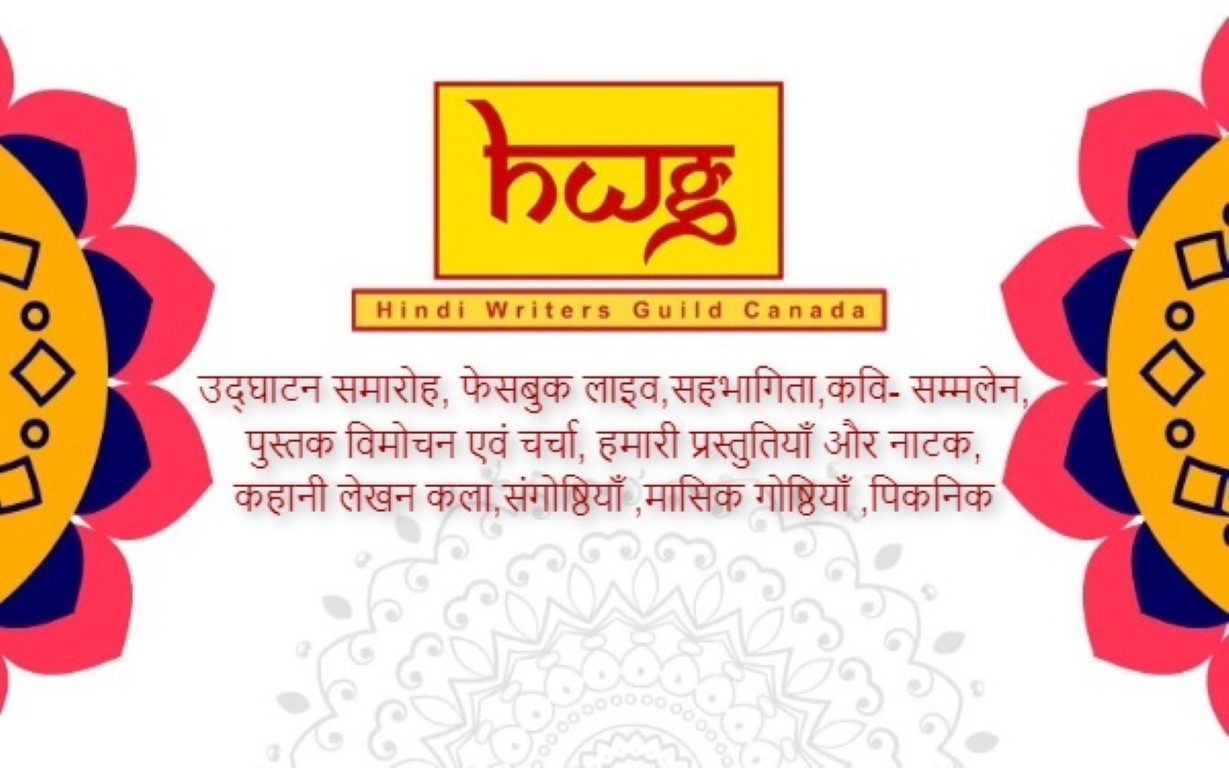 hwg
Hindi Writers Guild Canada
उद्घाटन समारोह, फेसबुक लाइव,सहभागिता,कवि- सम्मलेन,
पुस्तक विमोचन एवं चर्चा, हमारी प्रस्तुतियाँ और नाटक,
कहानी लेखन कला,संगोष्ठियाँ ,मासिक गोष्ठियाँ ,पिकनिक